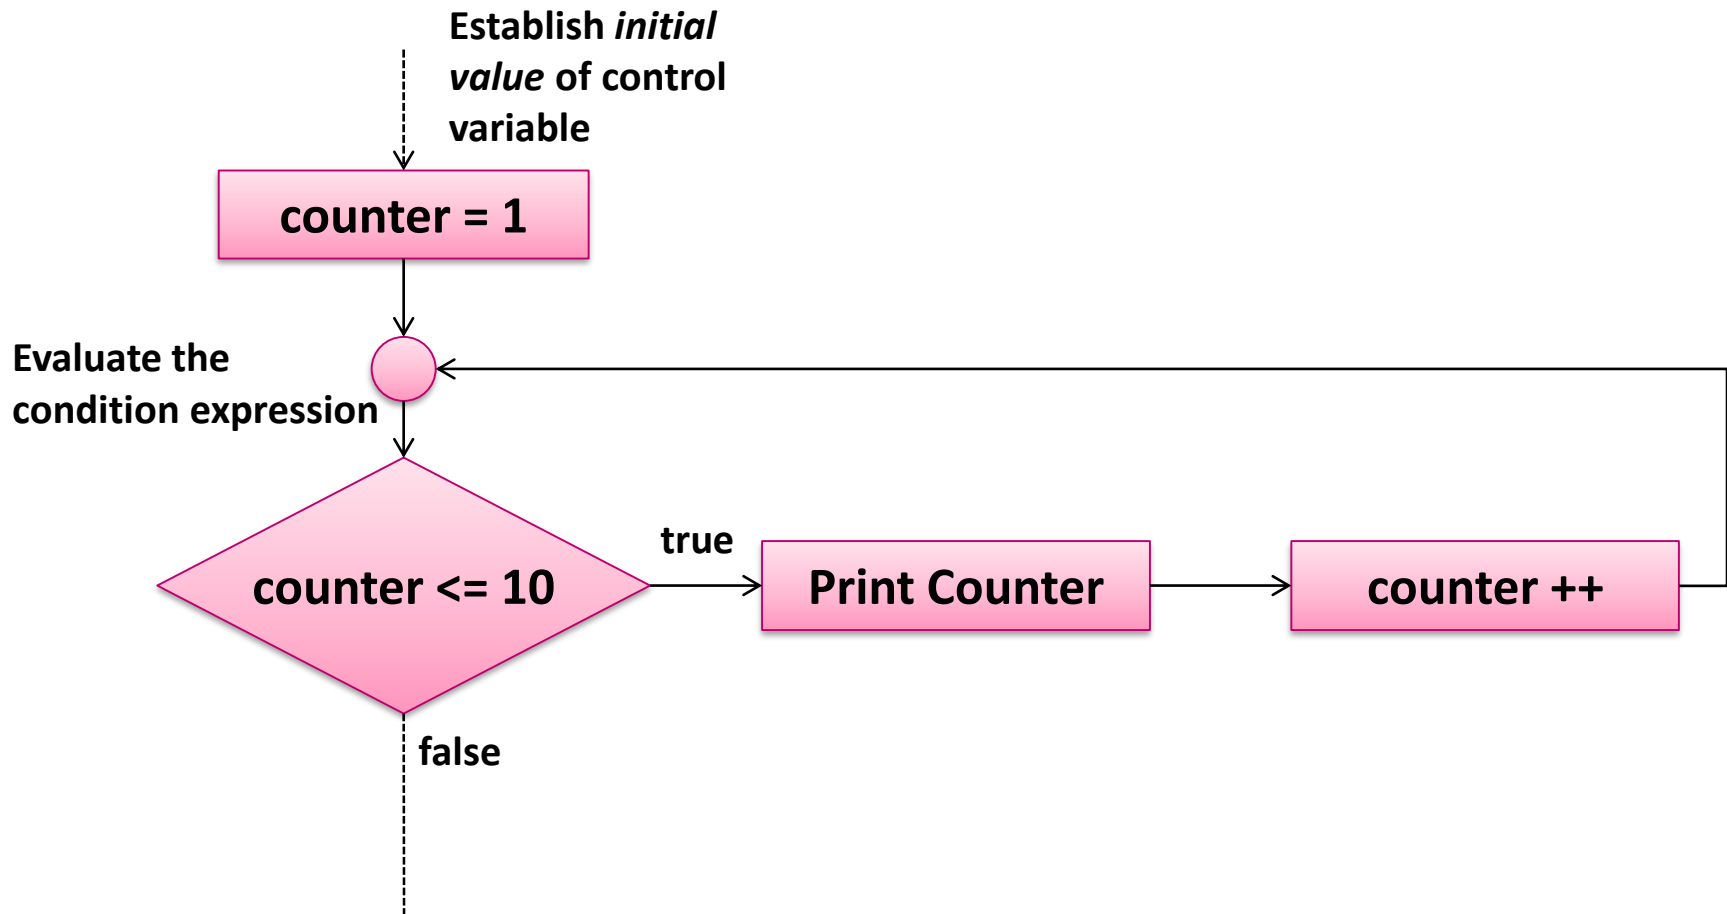 Establish initial
value of control
variable
counter = 1
Evaluate the
condition expression
counter <= 10
true
Print Counter
counter ++
false